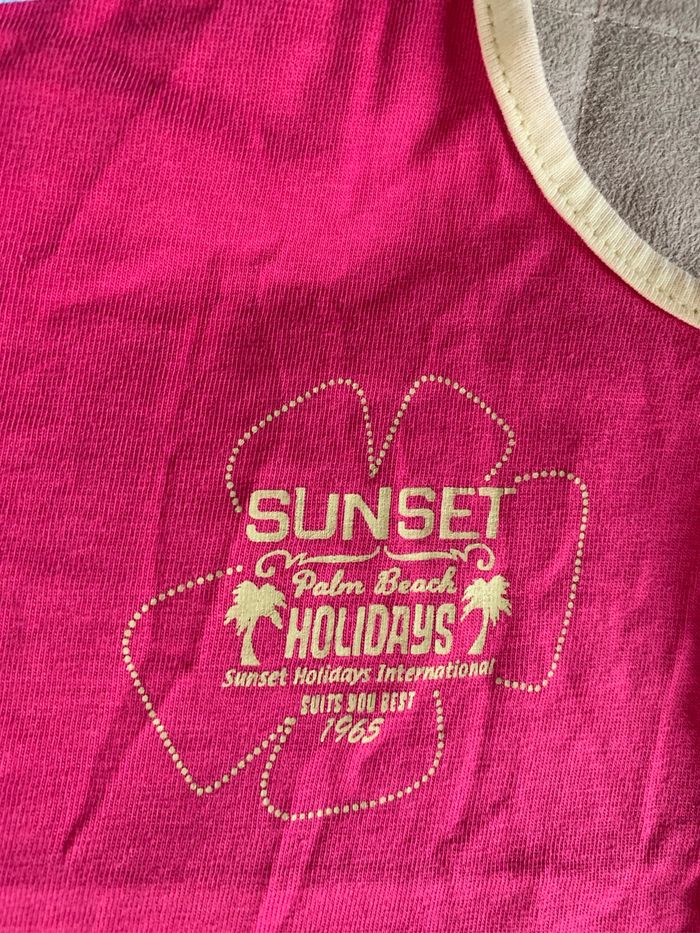 SUNSET
Palm Beach
HOLIDAYS
Sunset Holidays International
SUITS YOU BEST
1965